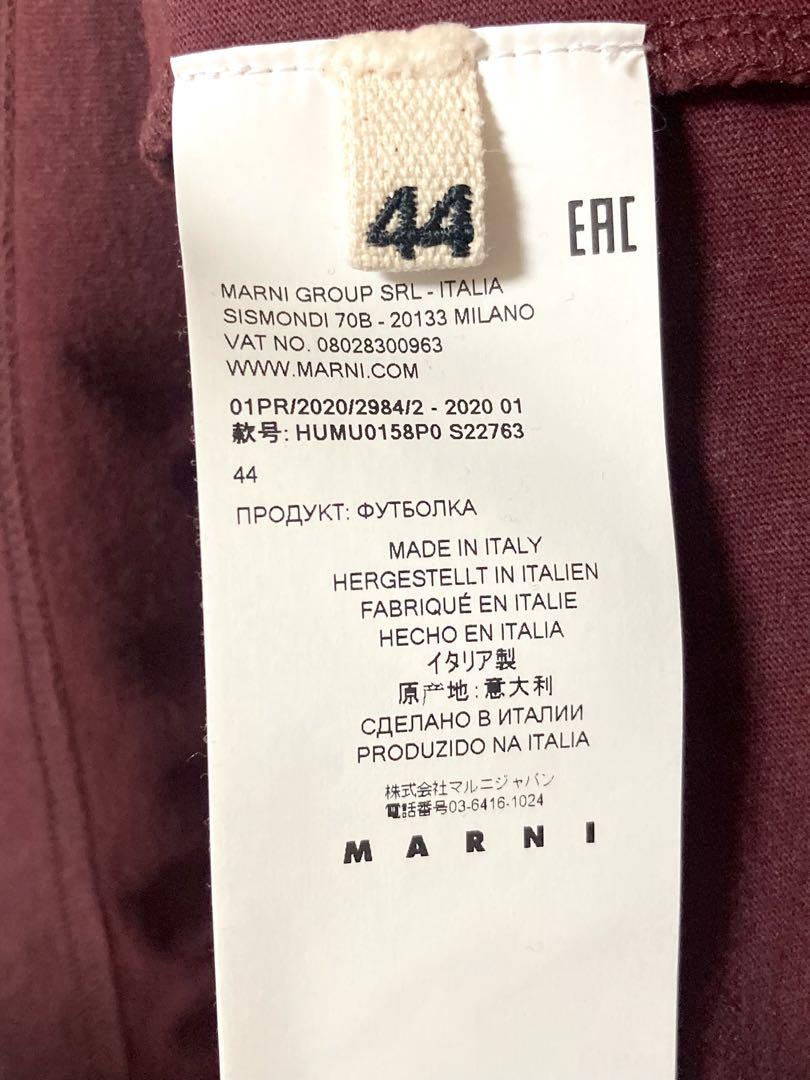 44
EAC
MARNI GROUP SRL - ITALIA
SISMONDI 70B - 20133 MILANO
VAT NO. 08028300963
WWW.MARNI.COM
01PR/2020/2984/2 - 2020 01
款号: HUMU0158P0 S22763
44
ПРОДУКТ: ФУТБОЛКА
MADE IN ITALY
HERGESTELLT IN ITALIEN
FABRIQUÉ EN ITALIE
HECHO EN ITALIA
イタリア製
原产地: 意大利
СДЕЛАНО В ИТАЛИИ
PRODUZIDO NA ITALIA
株式会社マルニジャパン
電話番号03-6416-1024
MARNI